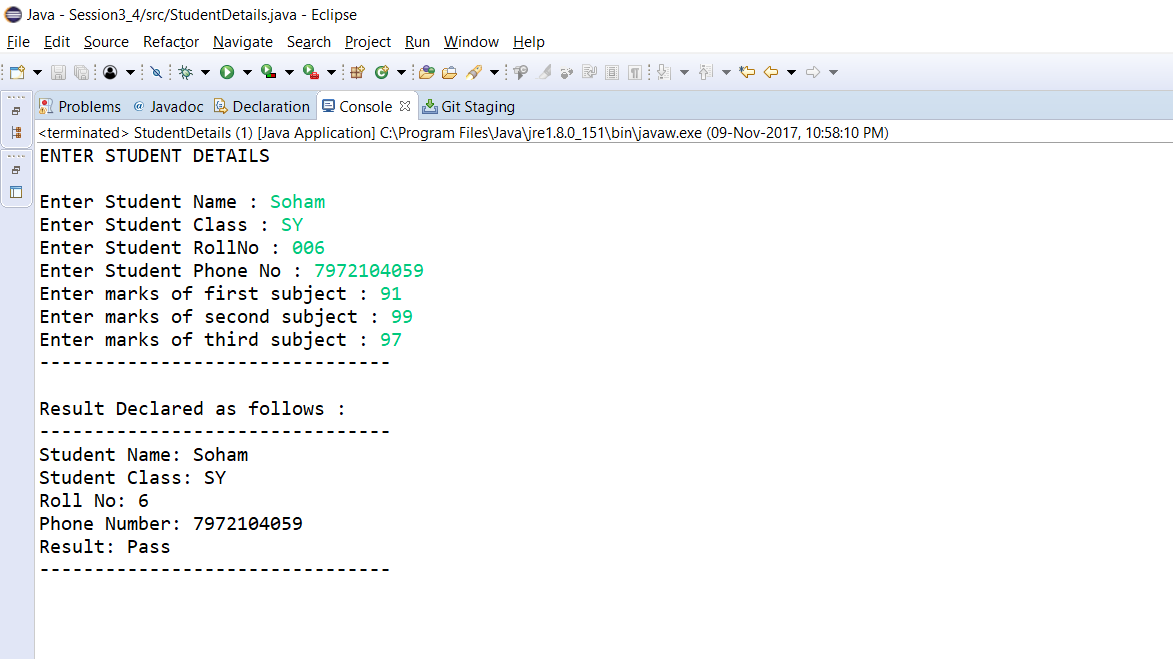 Java - Session3_4/src/StudentDetails.java - Eclipse
File Edit Source Refactor Navigate Search Project Run Window Help
Problems @ Javadoc Declaration Console Git Staging
<terminated> StudentDetails (1) [Java Application] C:\Program Files\Java\jre1.8.0_151\bin\javaw.exe (09-Nov-2017, 10:58:10 PM)
ENTER STUDENT DETAILS
Enter Student Name : Soham
Enter Student Class : SY
Enter Student RollNo : 006
Enter Student Phone No : 7972104059
Enter marks of first subject : 91
Enter marks of second subject : 99
Enter marks of third subject : 97
--------------------------------
Result Declared as follows :
--------------------------------
Student Name: Soham
Student Class: SY
Roll No: 6
Phone Number: 7972104059
Result: Pass
--------------------------------